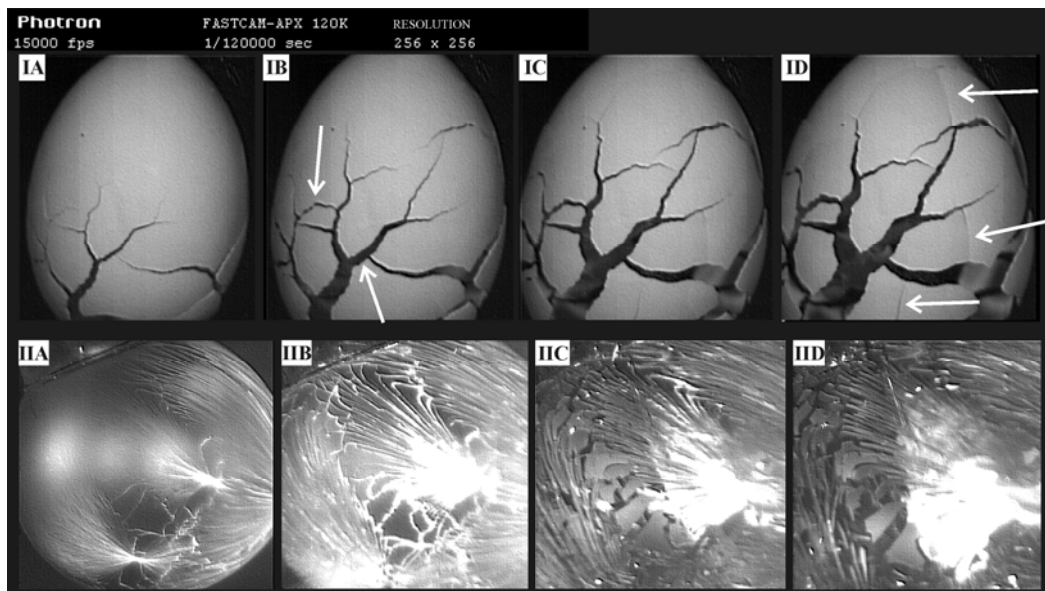 Photron FASTCAM-APX 120K RESOLUTION
15000 fps 1/120000 sec 256 x 256
IA IB IC ID
IIA IIB IIC IID